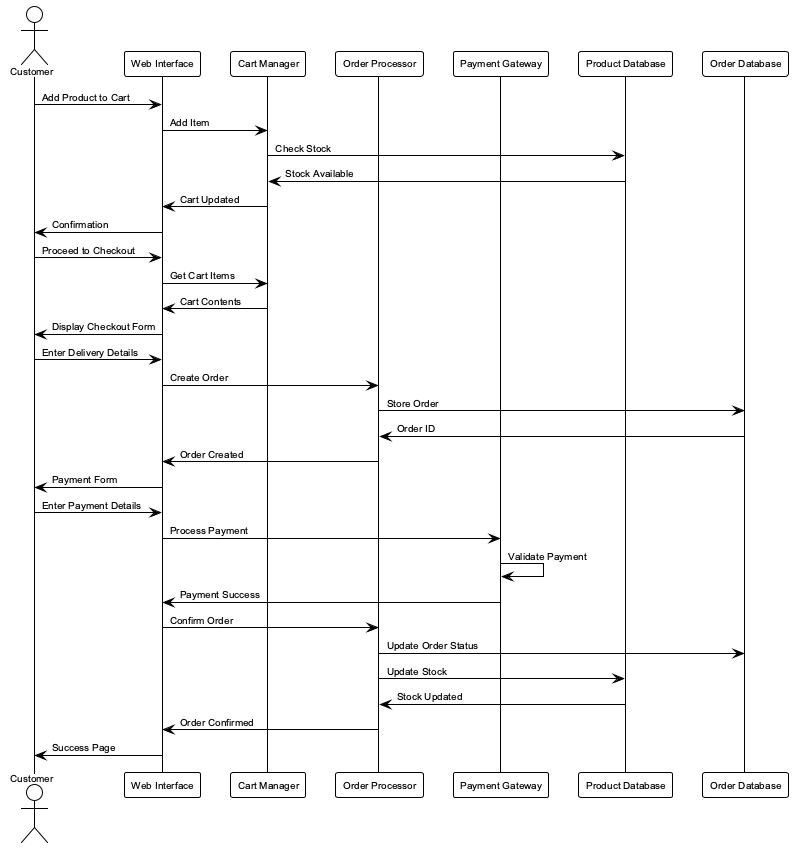 Customer
Web Interface
Cart Manager
Order Processor
Payment Gateway
Product Database
Order Database
Add Product to Cart
Add Item
Check Stock
Stock Available
Cart Updated
Confirmation
Proceed to Checkout
Get Cart Items
Cart Contents
Display Checkout Form
Enter Delivery Details
Create Order
Store Order
Order ID
Order Created
Payment Form
Enter Payment Details
Process Payment
Validate Payment
Payment Success
Confirm Order
Update Order Status
Update Stock
Stock Updated
Order Confirmed
Success Page
Customer
Web Interface
Cart Manager
Order Processor
Payment Gateway
Product Database
Order Database